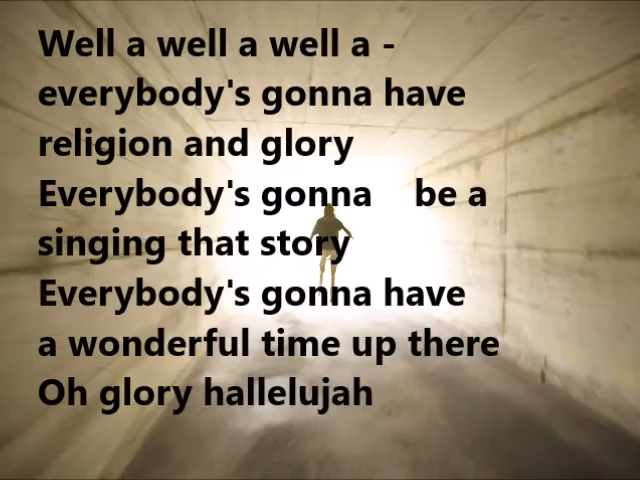 Well a well a well a -
everybody's gonna have
religion and glory
Everybody's gonna    be a
singing that story
Everybody's gonna have
a wonderful time up there
Oh glory hallelujah